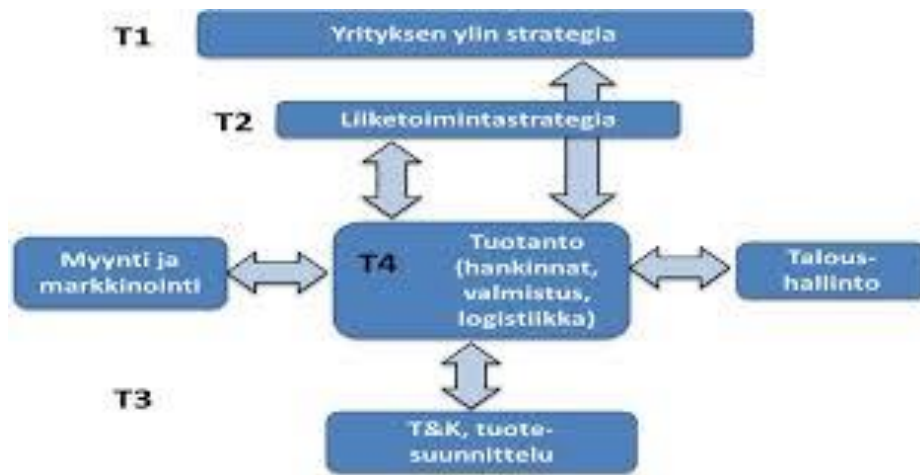 T1
Yrityksen ylin strategia
T2
Liiketoimintastrategia
Myynti ja
markkinointi
T4
Tuotanto
(hankinnat,
valmistus,
logistiikka)
Talous-
hallinto
T3
T&K, tuote-
suunnittelu